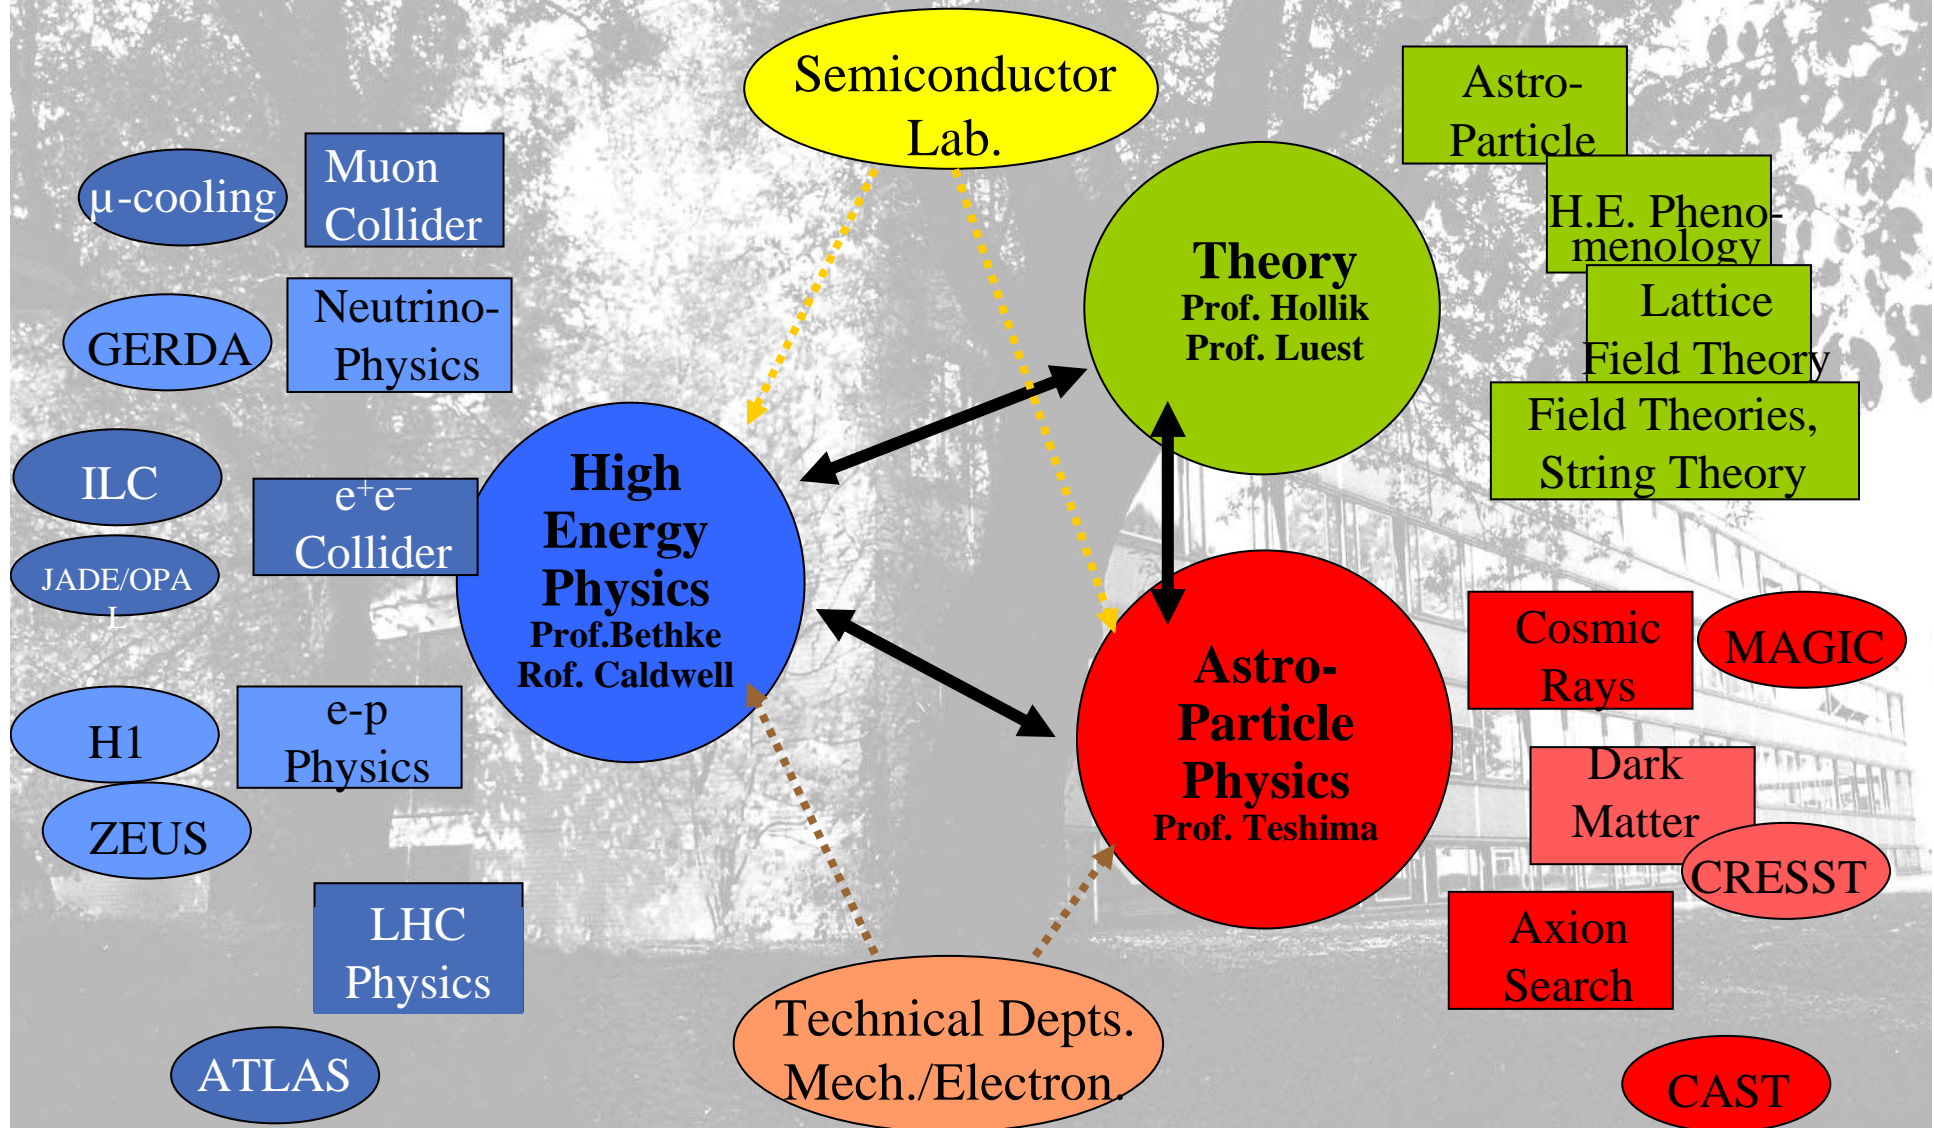 Semiconductor
Lab.
Astro-
Particle
H.E. Pheno-
menology
Lattice
Field Theory
Field Theories,
String Theory
Theory
Prof. Hollik
Prof. Luest
µ-cooling
Muon
Collider
GERDA
Neutrino-
Physics
ILC
JADE/OPA
L
e⁺e⁻
Collider
High
Energy
Physics
Prof.Bethke
Rof. Caldwell
H1
ZEUS
e-p
Physics
LHC
Physics
ATLAS
Astro-
Particle
Physics
Prof. Teshima
Cosmic
Rays
MAGIC
Dark
Matter
CRESST
Axion
Search
CAST
Technical Depts.
Mech./Electron.